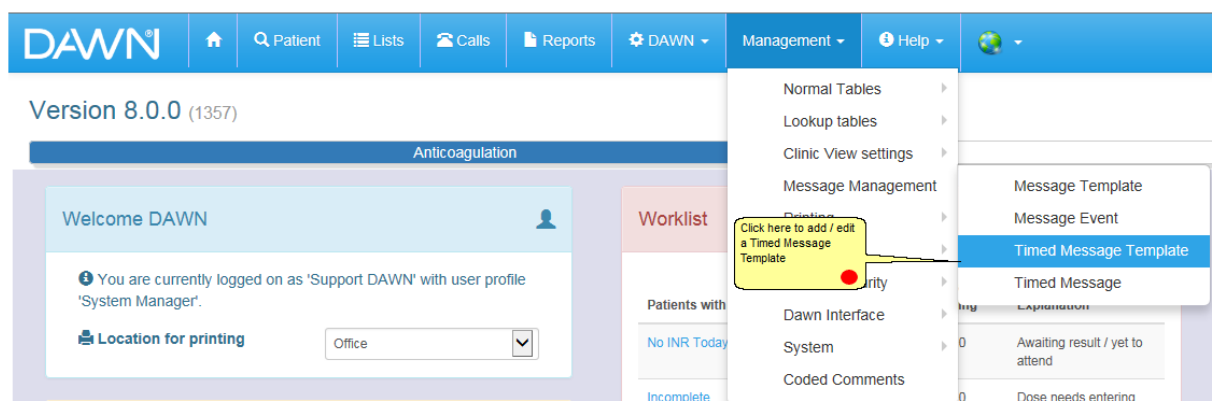 DAWN®
Patient
Lists
Calls
Reports
DAWN
Management
Help
Version 8.0.0 (1357)
Anticoagulation
Welcome DAWN
You are currently logged on as 'Support DAWN' with user profile
'System Manager'.
Location for printing
Office
Worklist
Patients with
Explanation
No INR Today
0
Awaiting result / yet to
attend
Incomplete
0
Dose needs entering
Normal Tables
Lookup tables
Clinic View settings
Message Management
Printing
Click here to add / edit
a Timed Message
Template
urity
Dawn Interface
System
Coded Comments
Message Template
Message Event
Timed Message Template
Timed Message